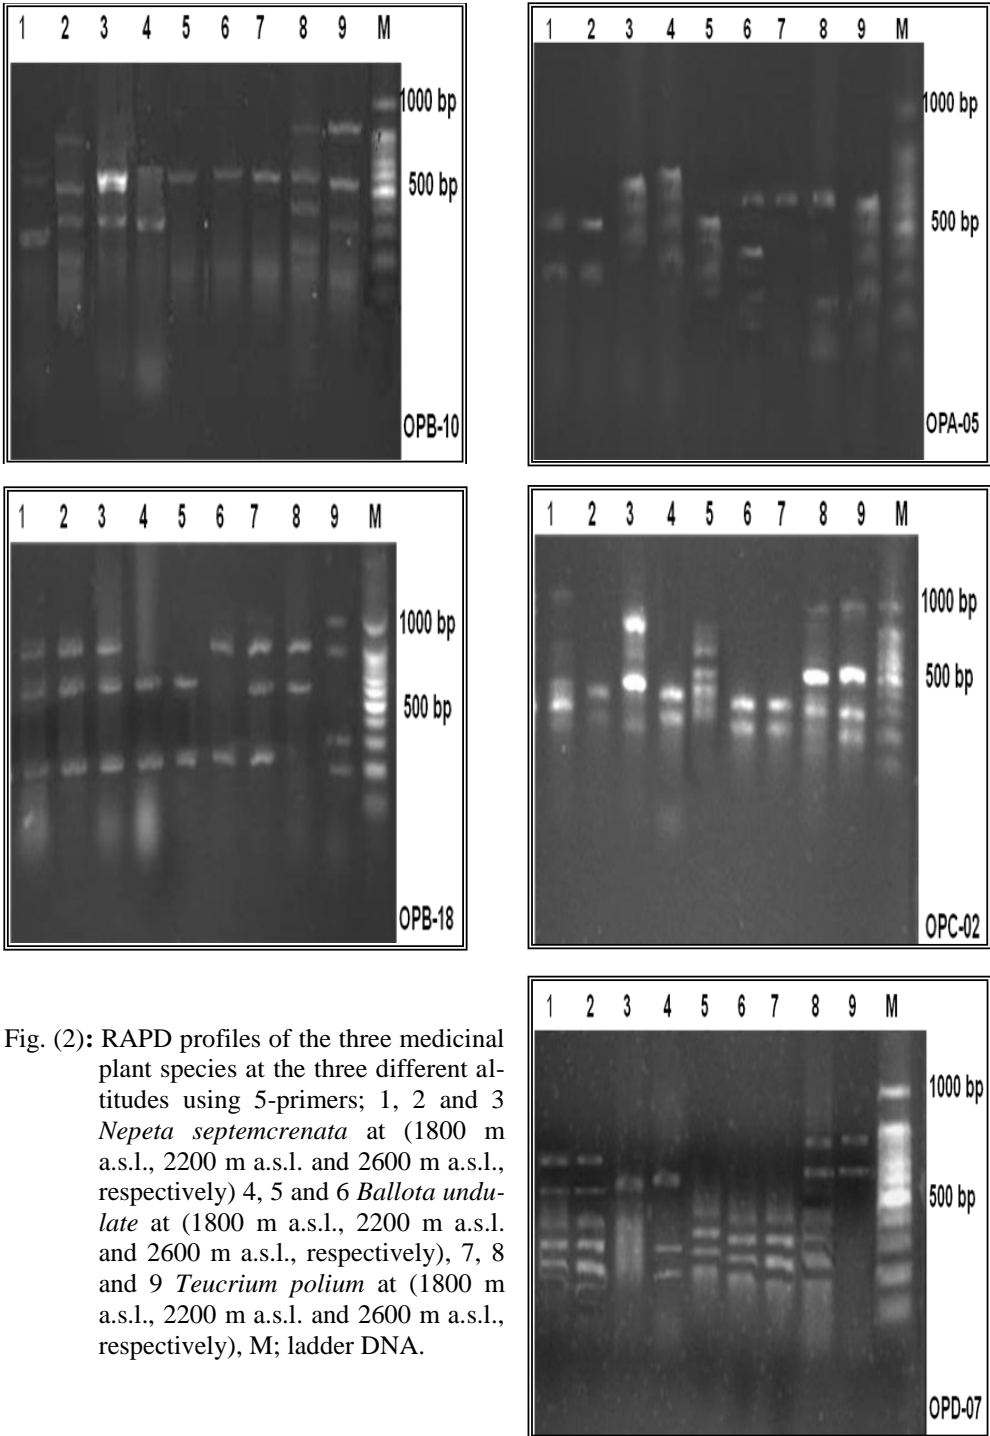 1 2 3 4 5 6 7 8 9 M
1000 bp
500 bp
OPB-10
1 2 3 4 5 6 7 8 9 M
1000 bp
500 bp
OPA-05
1 2 3 4 5 6 7 8 9 M
1000 bp
500 bp
OPB-18
1 2 3 4 5 6 7 8 9 M
1000 bp
500 bp
OPC-02
Fig. (2): RAPD profiles of the three medicinal
plant species at the three different al-
titudes using 5-primers; 1, 2 and 3
Nepeta septemcrenata at (1800 m
a.s.l., 2200 m a.s.l. and 2600 m a.s.l.,
respectively) 4, 5 and 6 Ballota undu-
late at (1800 m a.s.l., 2200 m a.s.l.
and 2600 m a.s.l., respectively), 7, 8
and 9 Teucrium polium at (1800 m
a.s.l., 2200 m a.s.l. and 2600 m a.s.l.,
respectively), M; ladder DNA.
1 2 3 4 5 6 7 8 9 M
1000 bp
500 bp
OPD-07